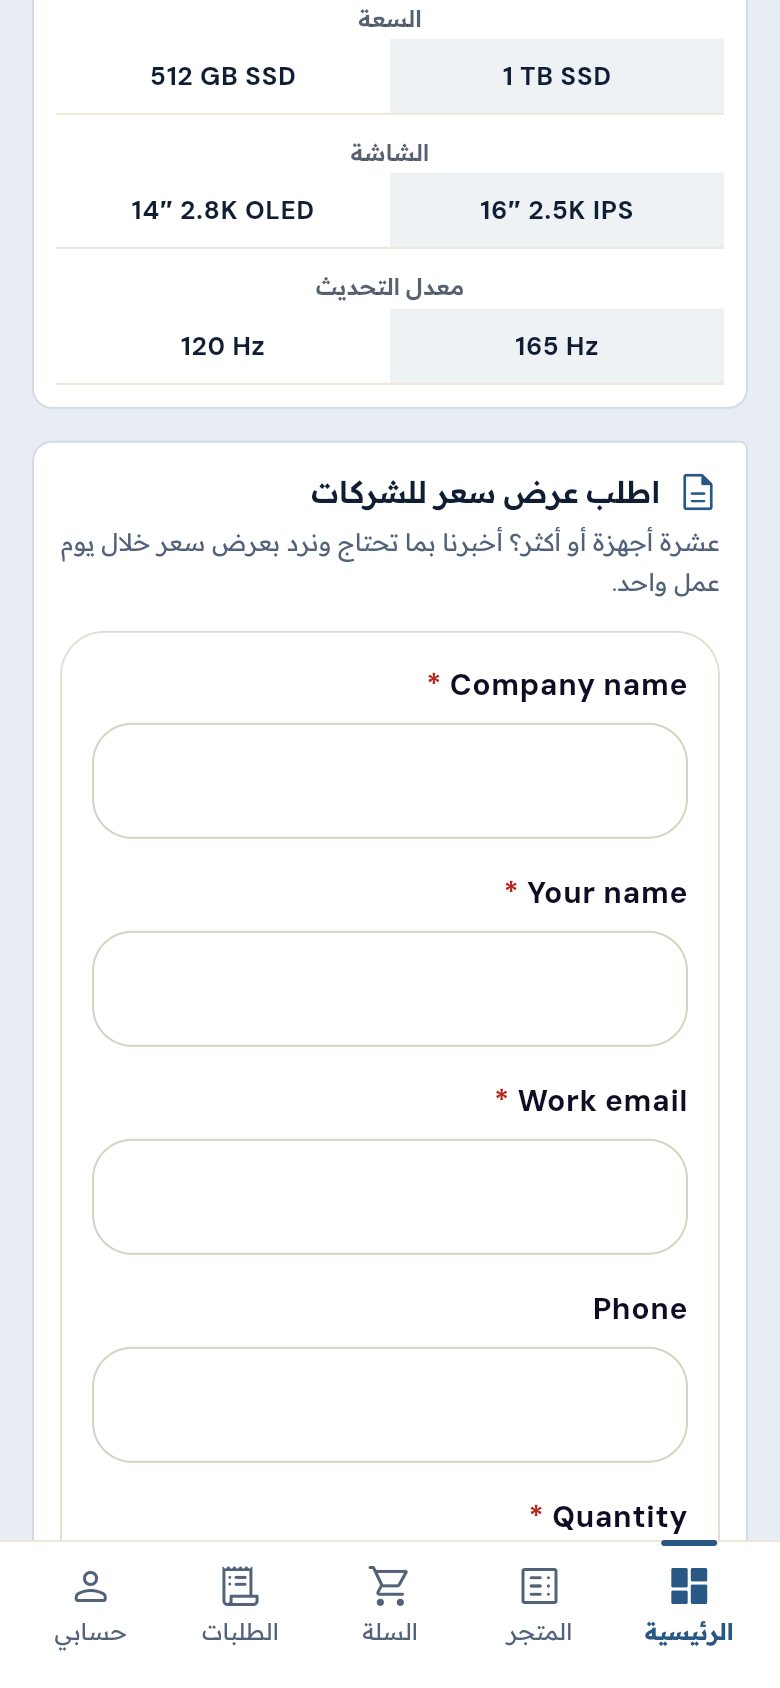 السعة
1 TB SSD
512 GB SSD
الشاشة
16″ 2.5K IPS
14″ 2.8K OLED
معدل التحديث
165 Hz
120 Hz
اطلب عرض سعر للشركات
عشرة أجهزة أو أكثر؟ أخبرنا بما تحتاج ونرد بعرض سعر خلال يوم
عمل واحد.
Company name *
Your name *
Work email *
Phone
Quantity *
الرئيسية
المتجر
السلة
الطلبات
حسابي